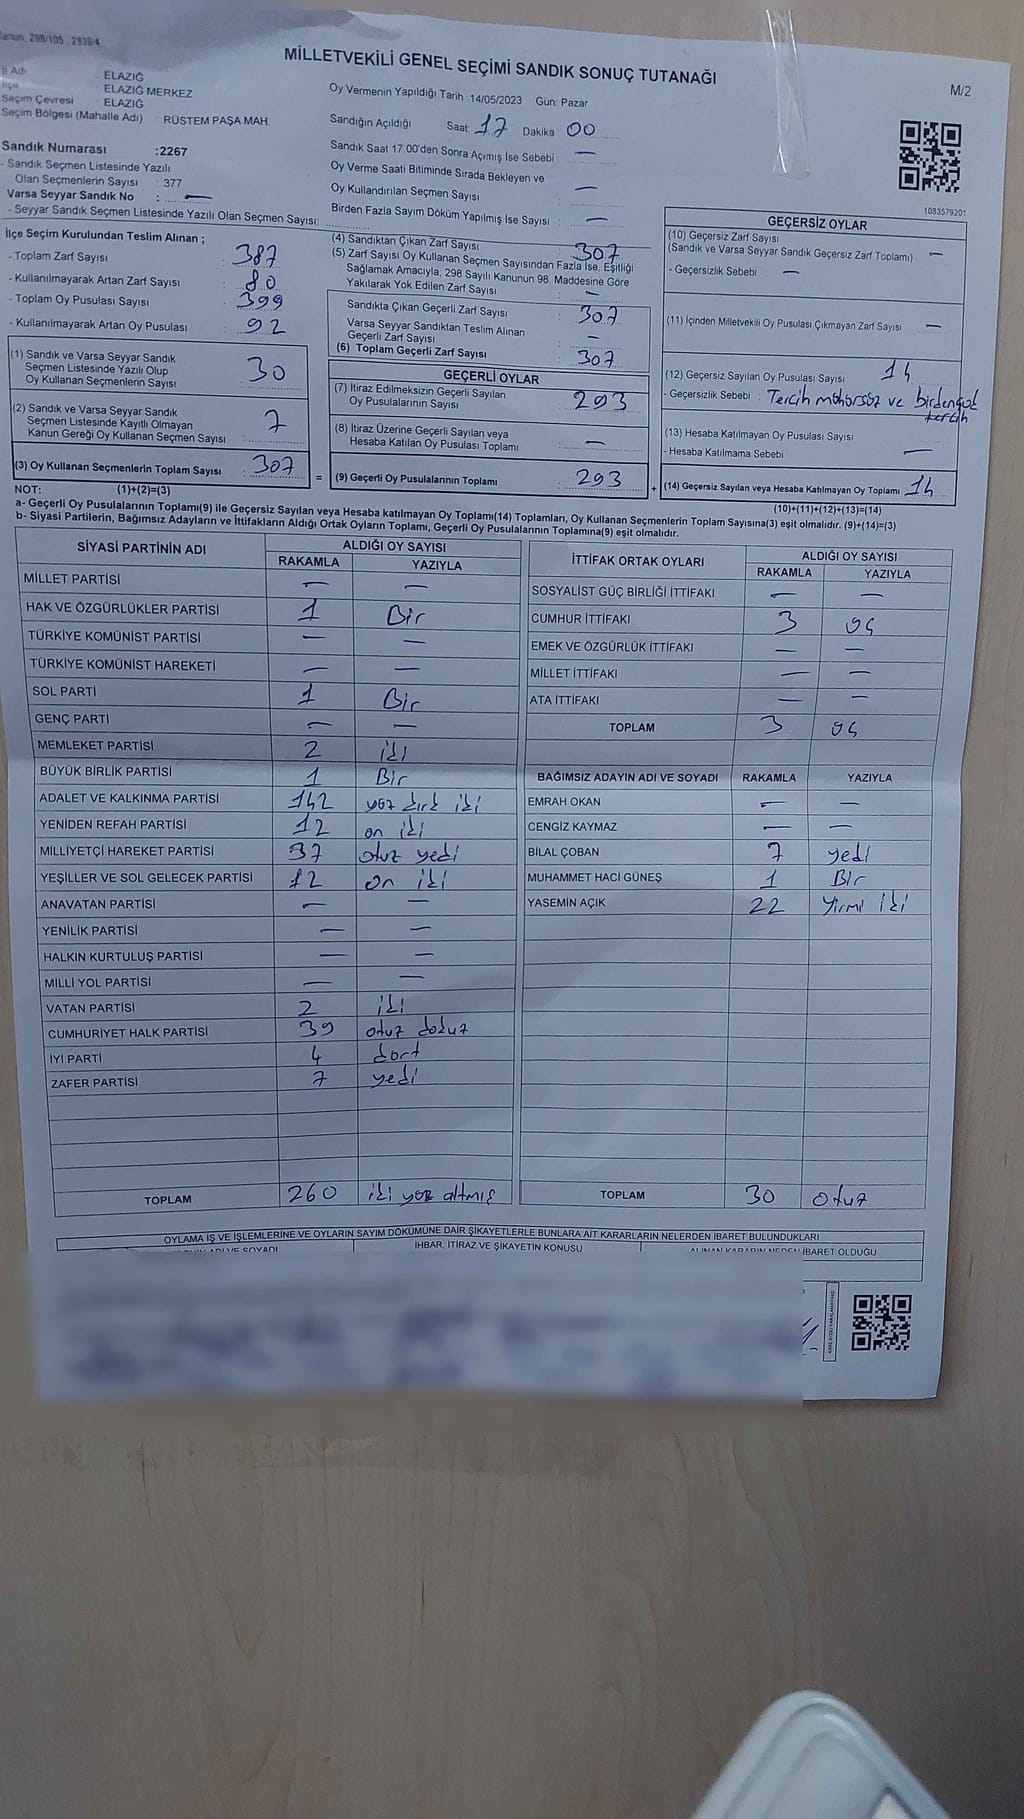 Kanun: 298/105 , 2839/4
MİLLETVEKİLİ GENEL SEÇİMİ SANDIK SONUÇ TUTANAĞI
M/2
İl Adı : ELAZIĞ
İlçe : ELAZIĞ MERKEZ
Seçim Çevresi : ELAZIĞ
Seçim Bölgesi (Mahalle Adı) : RÜSTEM PAŞA MAH.
Sandık Numarası :2267
- Sandık Seçmen Listesinde Yazılı
Olan Seçmenlerin Sayısı : 377
Varsa Seyyar Sandık No : —
- Seyyar Sandık Seçmen Listesinde Yazılı Olan Seçmen Sayısı:
Oy Vermenin Yapıldığı Tarih :14/05/2023 Gün: Pazar
Sandığın Açıldığı Saat: 17 Dakika 00
Sandık Saat 17:00'den Sonra Açımış İse Sebebi : —
Oy Verme Saati Bitiminde Sırada Bekleyen ve
Oy Kullandırılan Seçmen Sayısı : —
Birden Fazla Sayım Döküm Yapılmış İse Sayısı : —
1083579201
İlçe Seçim Kurulundan Teslim Alınan ;
- Toplam Zarf Sayısı : 387
- Kullanılmayarak Artan Zarf Sayısı : 80
- Toplam Oy Pusulası Sayısı : 399
- Kullanılmayarak Artan Oy Pusulası : 92
(1) Sandık ve Varsa Seyyar Sandık
Seçmen Listesinde Yazılı Olup
Oy Kullanan Seçmenlerin Sayısı : 30
(2) Sandık ve Varsa Seyyar Sandık
Seçmen Listesinde Kayıtlı Olmayan
Kanun Gereği Oy Kullanan Seçmen Sayısı : 7
(3) Oy Kullanan Seçmenlerin Toplam Sayısı : 307
(4) Sandıktan Çıkan Zarf Sayısı : 307
(5) Zarf Sayısı Oy Kullanan Seçmen Sayısından Fazla İse, Eşitliği
Sağlamak Amacıyla, 298 Sayılı Kanunun 98. Maddesine Göre
Yakılarak Yok Edilen Zarf Sayısı : —
Sandıkta Çıkan Geçerli Zarf Sayısı : 307
Varsa Seyyar Sandıktan Teslim Alınan
Geçerli Zarf Sayısı : —
(6) Toplam Geçerli Zarf Sayısı : 307
GEÇERLİ OYLAR
(7) İtiraz Edilmeksizin Geçerli Sayılan
Oy Pusulalarının Sayısı : 293
(8) İtiraz Üzerine Geçerli Sayılan veya
Hesaba Katılan Oy Pusulası Toplamı : —
= (9) Geçerli Oy Pusulalarının Toplamı : 293
GEÇERSİZ OYLAR
(10) Geçersiz Zarf Sayısı
(Sandık ve Varsa Seyyar Sandık Geçersiz Zarf Toplamı) : —
- Geçersizlik Sebebi : —
(11) İçinden Milletvekili Oy Pusulası Çıkmayan Zarf Sayısı : —
(12) Geçersiz Sayılan Oy Pusulası Sayısı : 14
- Geçersizlik Sebebi : Tercih mühürsüz ve birdençok
tercih
(13) Hesaba Katılmayan Oy Pusulası Sayısı :
- Hesaba Katılmama Sebebi : —
+ (14) Geçersiz Sayılan veya Hesaba Katılmayan Oy Toplamı : 14
NOT: (1)+(2)=(3)
(10)+(11)+(12)+(13)=(14)
a- Geçerli Oy Pusulalarının Toplamı(9) ile Geçersiz Sayılan veya Hesaba katılmayan Oy Toplamı(14) Toplamları, Oy Kullanan Seçmenlerin Toplam Sayısına(3) eşit olmalıdır. (9)+(14)=(3)
b- Siyasi Partilerin, Bağımsız Adayların ve İttifakların Aldığı Ortak Oyların Toplamı, Geçerli Oy Pusulalarının Toplamına(9) eşit olmalıdır.
SİYASİ PARTİNİN ADI ALDIĞI OY SAYISI
RAKAMLA YAZIYLA
MİLLET PARTİSİ — —
HAK VE ÖZGÜRLÜKLER PARTİSİ 1 Bir
TÜRKİYE KOMÜNİST PARTİSİ — —
TÜRKİYE KOMÜNİST HAREKETİ — —
SOL PARTİ 1 Bir
GENÇ PARTİ — —
MEMLEKET PARTİSİ 2 iki
BÜYÜK BİRLİK PARTİSİ 1 Bir
ADALET VE KALKINMA PARTİSİ 142 yüz kırk iki
YENİDEN REFAH PARTİSİ 12 on iki
MİLLİYETÇİ HAREKET PARTİSİ 37 otuz yedi
YEŞİLLER VE SOL GELECEK PARTİSİ 12 on iki
ANAVATAN PARTİSİ — —
YENİLİK PARTİSİ — —
HALKIN KURTULUŞ PARTİSİ — —
MİLLİ YOL PARTİSİ — —
VATAN PARTİSİ 2 iki
CUMHURİYET HALK PARTİSİ 39 otuz dokuz
İYİ PARTİ 4 dört
ZAFER PARTİSİ 7 yedi
TOPLAM 260 iki yüz altmış
İTTİFAK ORTAK OYLARI ALDIĞI OY SAYISI
RAKAMLA YAZIYLA
SOSYALİST GÜÇ BİRLİĞİ İTTİFAKI — —
CUMHUR İTTİFAKI 3 üç
EMEK VE ÖZGÜRLÜK İTTİFAKI — —
MİLLET İTTİFAKI — —
ATA İTTİFAKI — —
TOPLAM 3 üç
BAĞIMSIZ ADAYIN ADI VE SOYADI RAKAMLA YAZIYLA
EMRAH OKAN — —
CENGİZ KAYMAZ — —
BİLAL ÇOBAN 7 yedi
MUHAMMET HACİ GÜNEŞ 1 Bir
YASEMİN AÇIK 22 yirmi iki
TOPLAM 30 otuz
OYLAMA İŞ VE İŞLEMLERİNE VE OYLARIN SAYIM DÖKÜMÜNE DAİR ŞİKAYETLERLE BUNLARA AİT KARARLARIN NELERDEN İBARET BULUNDUKLARI
ADI VE SOYADI İHBAR, İTİRAZ VE ŞİKAYETİN KONUSU ALINAN KARARIN NEDEN İBARET OLDUĞU